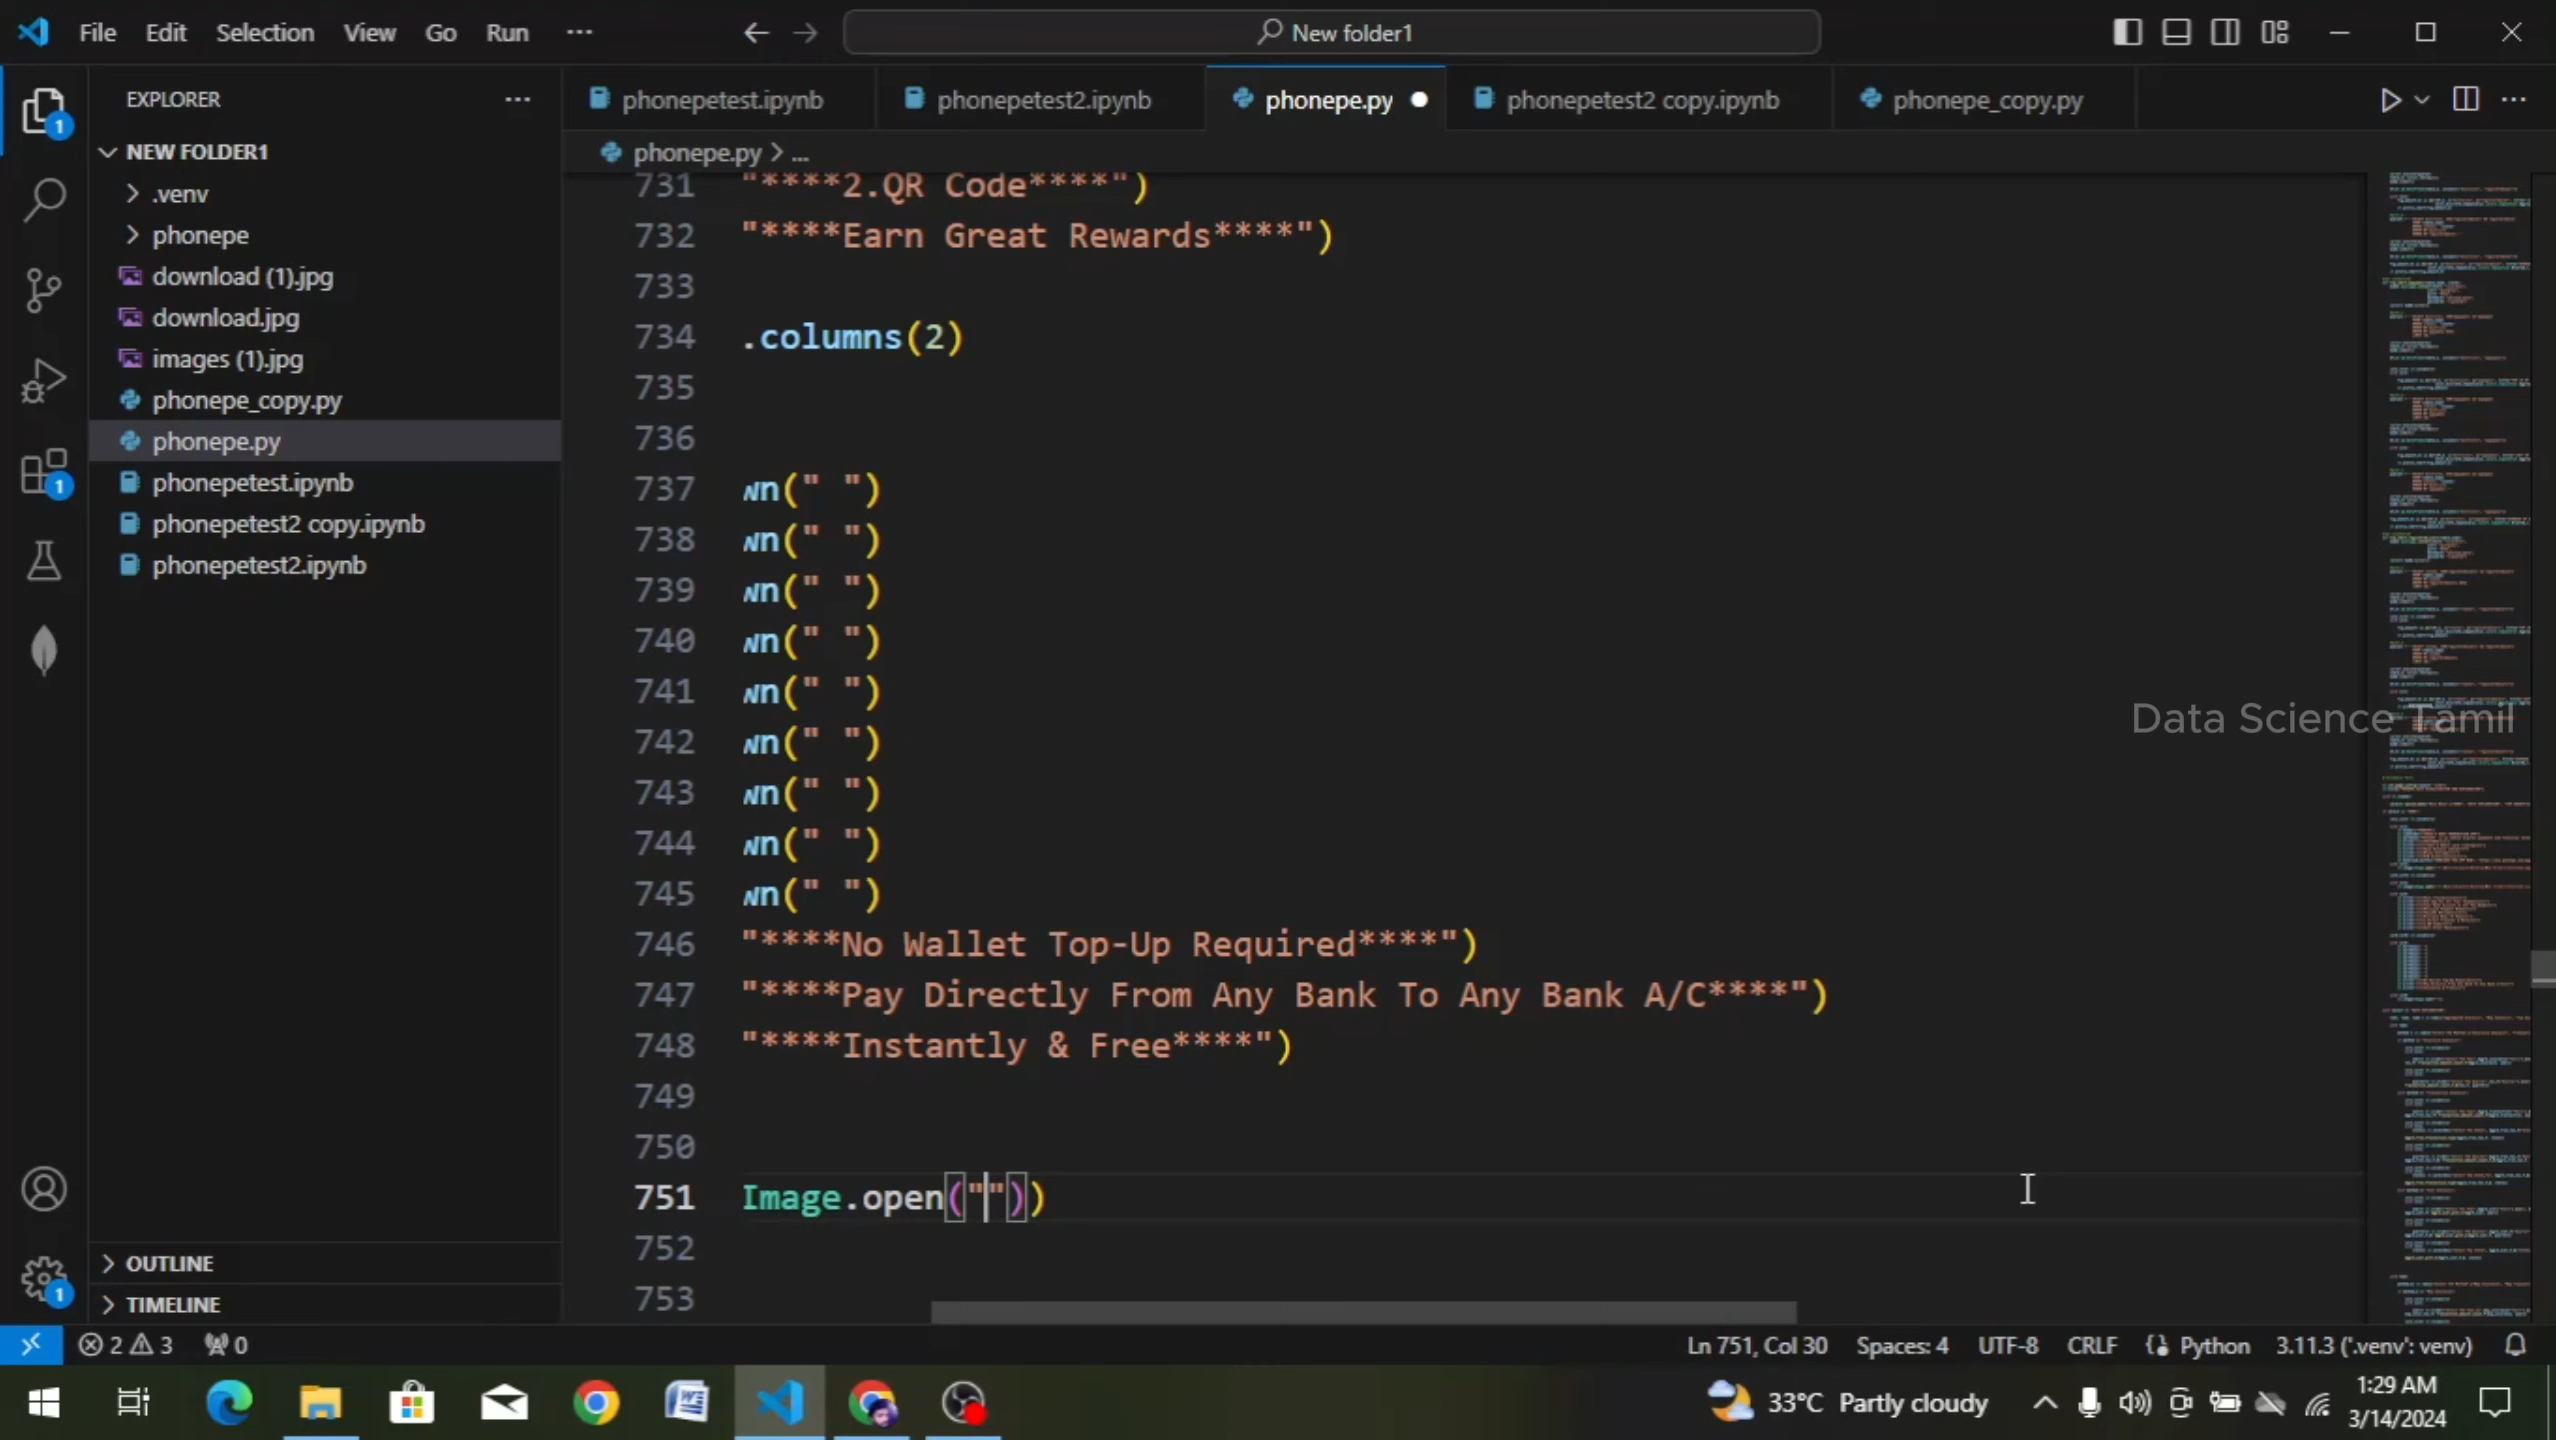 File Edit Selection View Go Run ··· New folder1
EXPLORER ···
phonepetest.ipynb phonepetest2.ipynb phonepe.py phonepetest2 copy.ipynb phonepe_copy.py
phonepe.py > ...
NEW FOLDER1
.venv
phonepe
download (1).jpg
download.jpg
images (1).jpg
phonepe_copy.py
phonepe.py
phonepetest.ipynb
phonepetest2 copy.ipynb
phonepetest2.ipynb
OUTLINE
TIMELINE
1
1
1
731 "****2.QR Code****")
732 "****Earn Great Rewards****")
733
734 .columns(2)
735
736
737 wn(" ")
738 wn(" ")
739 wn(" ")
740 wn(" ")
741 wn(" ")
742 wn(" ")
743 wn(" ")
744 wn(" ")
745 wn(" ")
746 "****No Wallet Top-Up Required****")
747 "****Pay Directly From Any Bank To Any Bank A/C****")
748 "****Instantly & Free****")
749
750
751 Image.open(""))
752
753
Data Science Tamil
2 3 0 Ln 751, Col 30 Spaces: 4 UTF-8 CRLF Python 3.11.3 ('.venv': venv)
33°C Partly cloudy
1:29 AM
3/14/2024